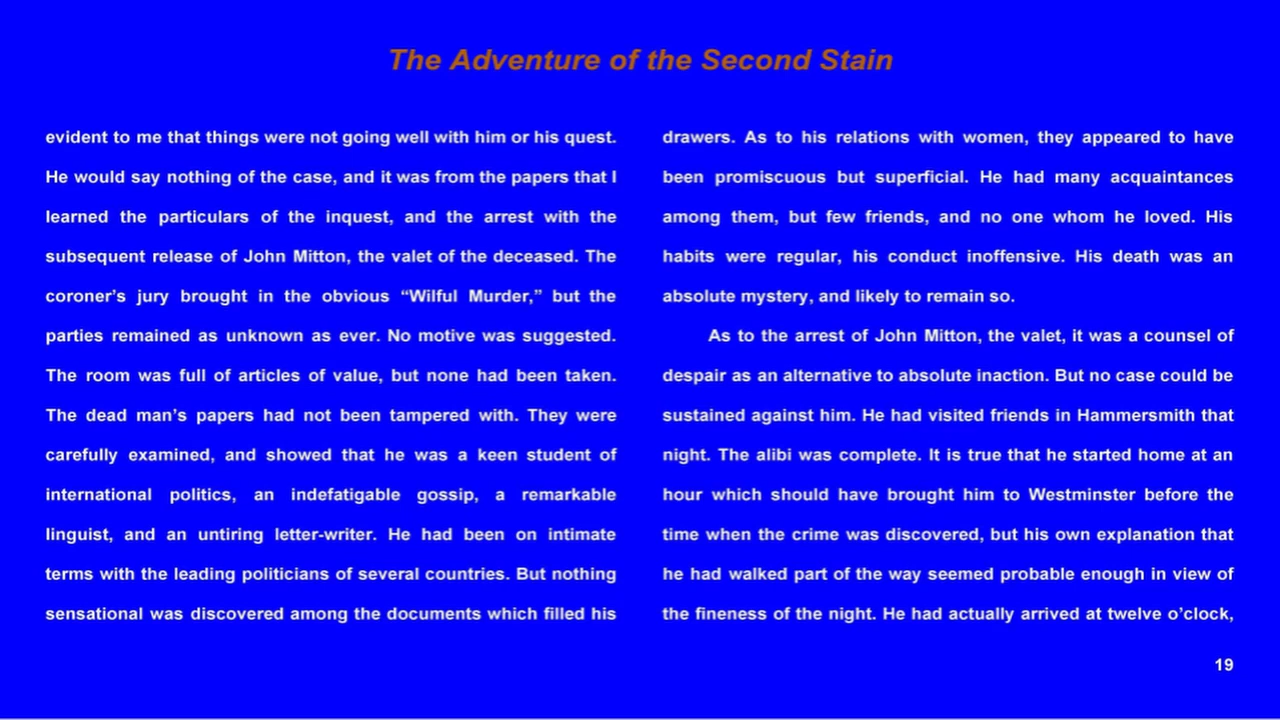 The Adventure of the Second Stain
evident to me that things were not going well with him or his quest.
He would say nothing of the case, and it was from the papers that I
learned the particulars of the inquest, and the arrest with the
subsequent release of John Mitton, the valet of the deceased. The
coroner’s jury brought in the obvious “Wilful Murder,” but the
parties remained as unknown as ever. No motive was suggested.
The room was full of articles of value, but none had been taken.
The dead man’s papers had not been tampered with. They were
carefully examined, and showed that he was a keen student of
international politics, an indefatigable gossip, a remarkable
linguist, and an untiring letter-writer. He had been on intimate
terms with the leading politicians of several countries. But nothing
sensational was discovered among the documents which filled his
drawers. As to his relations with women, they appeared to have
been promiscuous but superficial. He had many acquaintances
among them, but few friends, and no one whom he loved. His
habits were regular, his conduct inoffensive. His death was an
absolute mystery, and likely to remain so.
As to the arrest of John Mitton, the valet, it was a counsel of
despair as an alternative to absolute inaction. But no case could be
sustained against him. He had visited friends in Hammersmith that
night. The alibi was complete. It is true that he started home at an
hour which should have brought him to Westminster before the
time when the crime was discovered, but his own explanation that
he had walked part of the way seemed probable enough in view of
the fineness of the night. He had actually arrived at twelve o’clock,
19